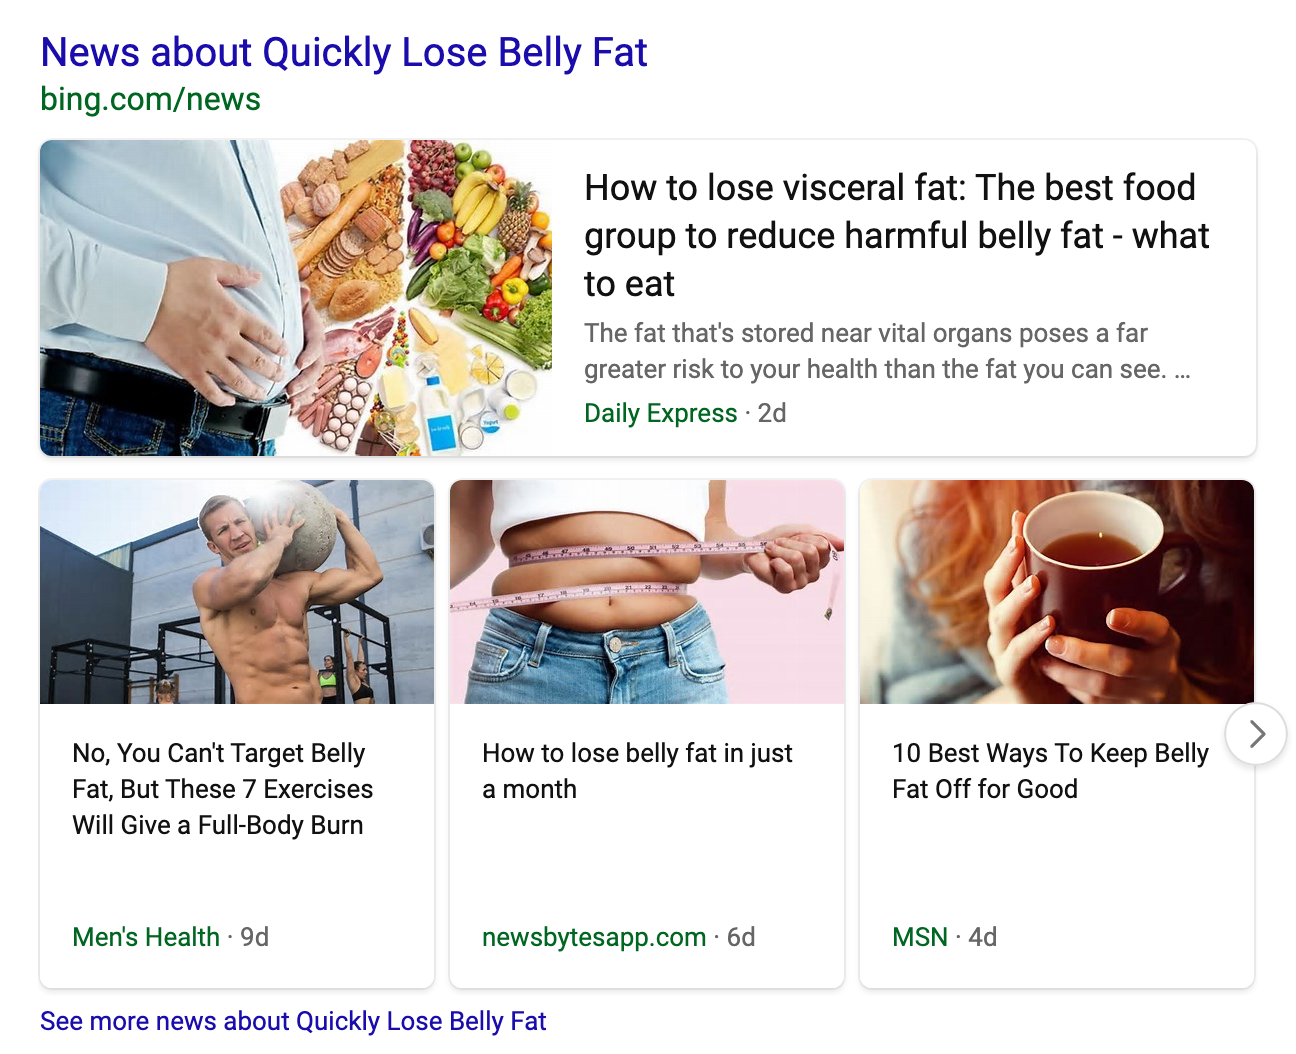 News about Quickly Lose Belly Fat
bing.com/news
How to lose visceral fat: The best food
group to reduce harmful belly fat - what
to eat
The fat that's stored near vital organs poses a far
greater risk to your health than the fat you can see. ...
Daily Express · 2d
No, You Can't Target Belly
Fat, But These 7 Exercises
Will Give a Full-Body Burn
Men's Health · 9d
How to lose belly fat in just
a month
newsbytesapp.com · 6d
10 Best Ways To Keep Belly
Fat Off for Good
MSN · 4d
See more news about Quickly Lose Belly Fat